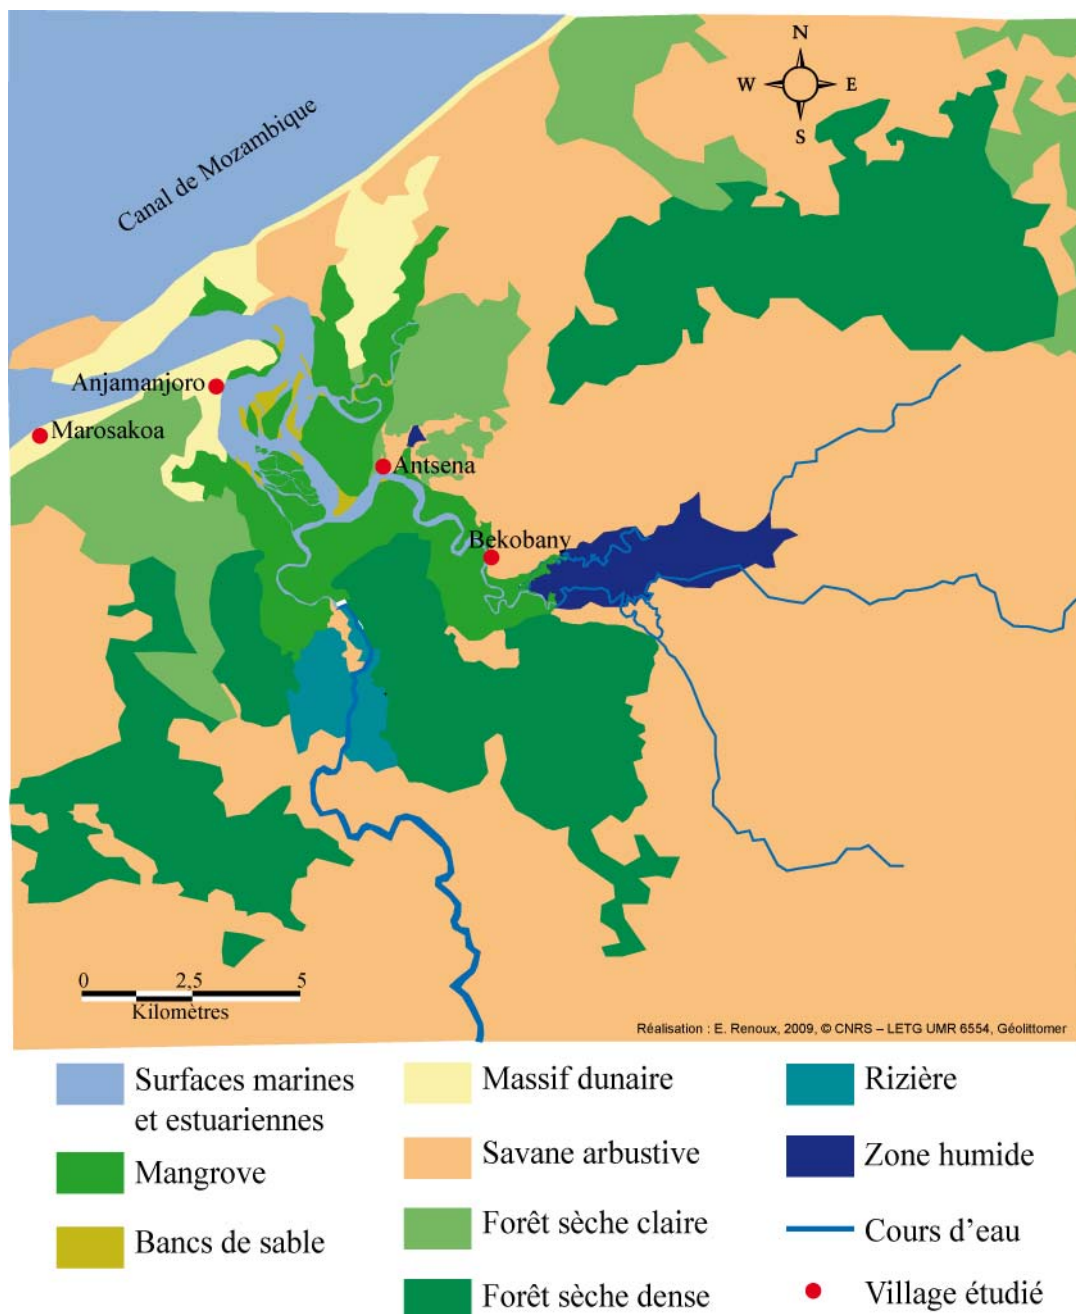 N
W E
S
Canal de Mozambique
Anjamanjoro
Marosakoa
Antsena
Bekobany
0 2,5 5
Kilomètres
Réalisation : E. Renoux, 2009, © CNRS – LETG UMR 6554, Géolittomer
Surfaces marines
et estuariennes
Mangrove
Bancs de sable
Massif dunaire
Savane arbustive
Forêt sèche claire
Forêt sèche dense
Rizière
Zone humide
Cours d'eau
Village étudié